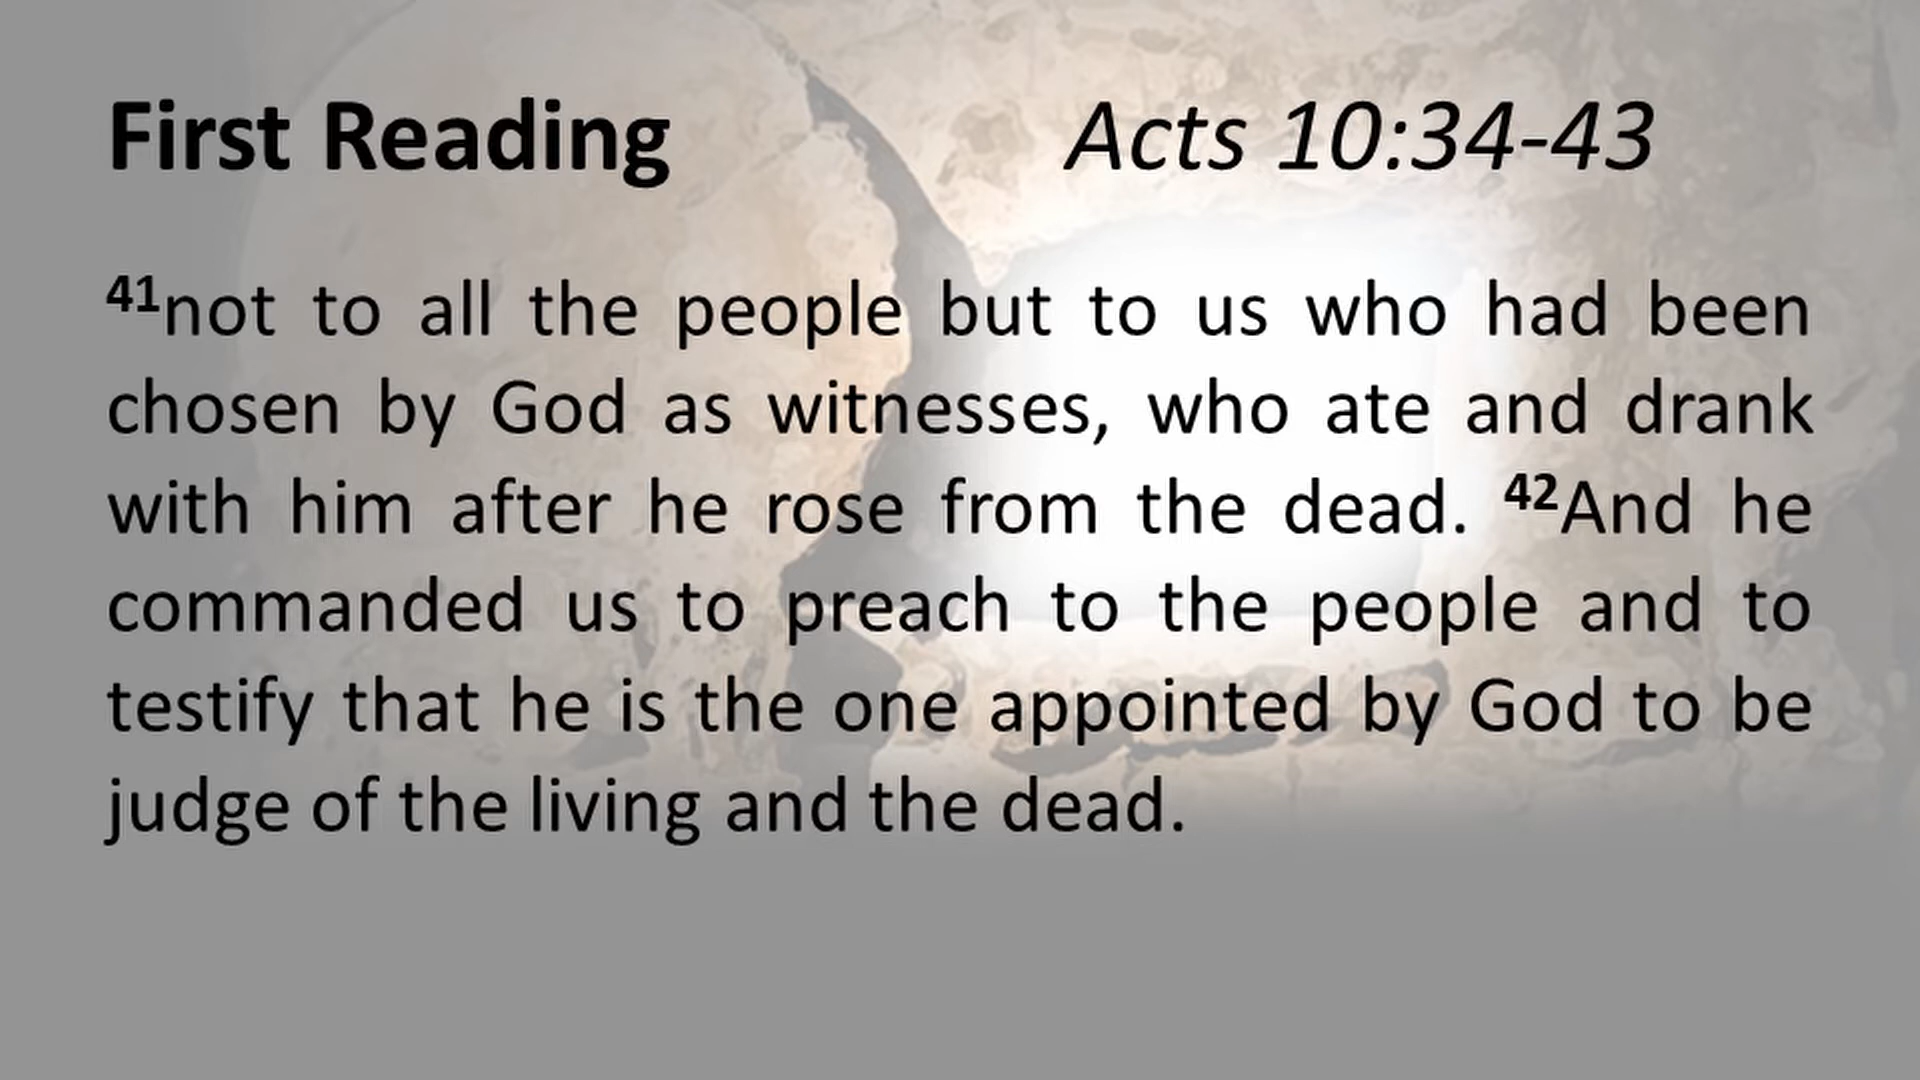 First Reading Acts 10:34-43
41not to all the people but to us who had been
chosen by God as witnesses, who ate and drank
with him after he rose from the dead. 42And he
commanded us to preach to the people and to
testify that he is the one appointed by God to be
judge of the living and the dead.